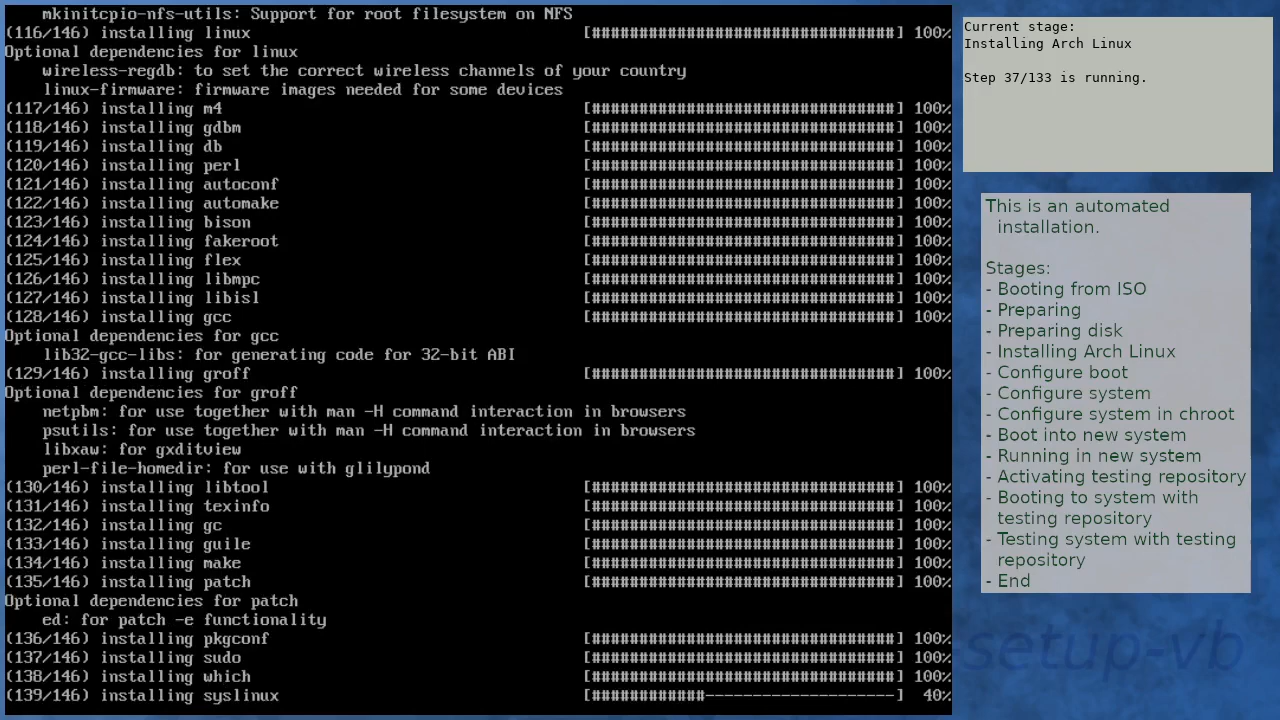 mkinitcpio-nfs-utils: Support for root filesystem on NFS
(116/146) installing linux [################################] 100%
Optional dependencies for linux
wireless-regdb: to set the correct wireless channels of your country
linux-firmware: firmware images needed for some devices
(117/146) installing m4 [################################] 100%
(118/146) installing gdbm [################################] 100%
(119/146) installing db [################################] 100%
(120/146) installing perl [################################] 100%
(121/146) installing autoconf [################################] 100%
(122/146) installing automake [################################] 100%
(123/146) installing bison [################################] 100%
(124/146) installing fakeroot [################################] 100%
(125/146) installing flex [################################] 100%
(126/146) installing libmpc [################################] 100%
(127/146) installing libisl [################################] 100%
(128/146) installing gcc [################################] 100%
Optional dependencies for gcc
lib32-gcc-libs: for generating code for 32-bit ABI
(129/146) installing groff [################################] 100%
Optional dependencies for groff
netpbm: for use together with man -H command interaction in browsers
psutils: for use together with man -H command interaction in browsers
libxaw: for gxditview
perl-file-homedir: for use with glilypond
(130/146) installing libtool [################################] 100%
(131/146) installing texinfo [################################] 100%
(132/146) installing gc [################################] 100%
(133/146) installing guile [################################] 100%
(134/146) installing make [################################] 100%
(135/146) installing patch [################################] 100%
Optional dependencies for patch
ed: for patch -e functionality
(136/146) installing pkgconf [################################] 100%
(137/146) installing sudo [################################] 100%
(138/146) installing which [################################] 100%
(139/146) installing syslinux [############--------------------] 40%
Current stage:
Installing Arch Linux
Step 37/133 is running.
This is an automated
installation.
Stages:
- Booting from ISO
- Preparing
- Preparing disk
- Installing Arch Linux
- Configure boot
- Configure system
- Configure system in chroot
- Boot into new system
- Running in new system
- Activating testing repository
- Booting to system with
testing repository
- Testing system with testing
repository
- End
setup-vb